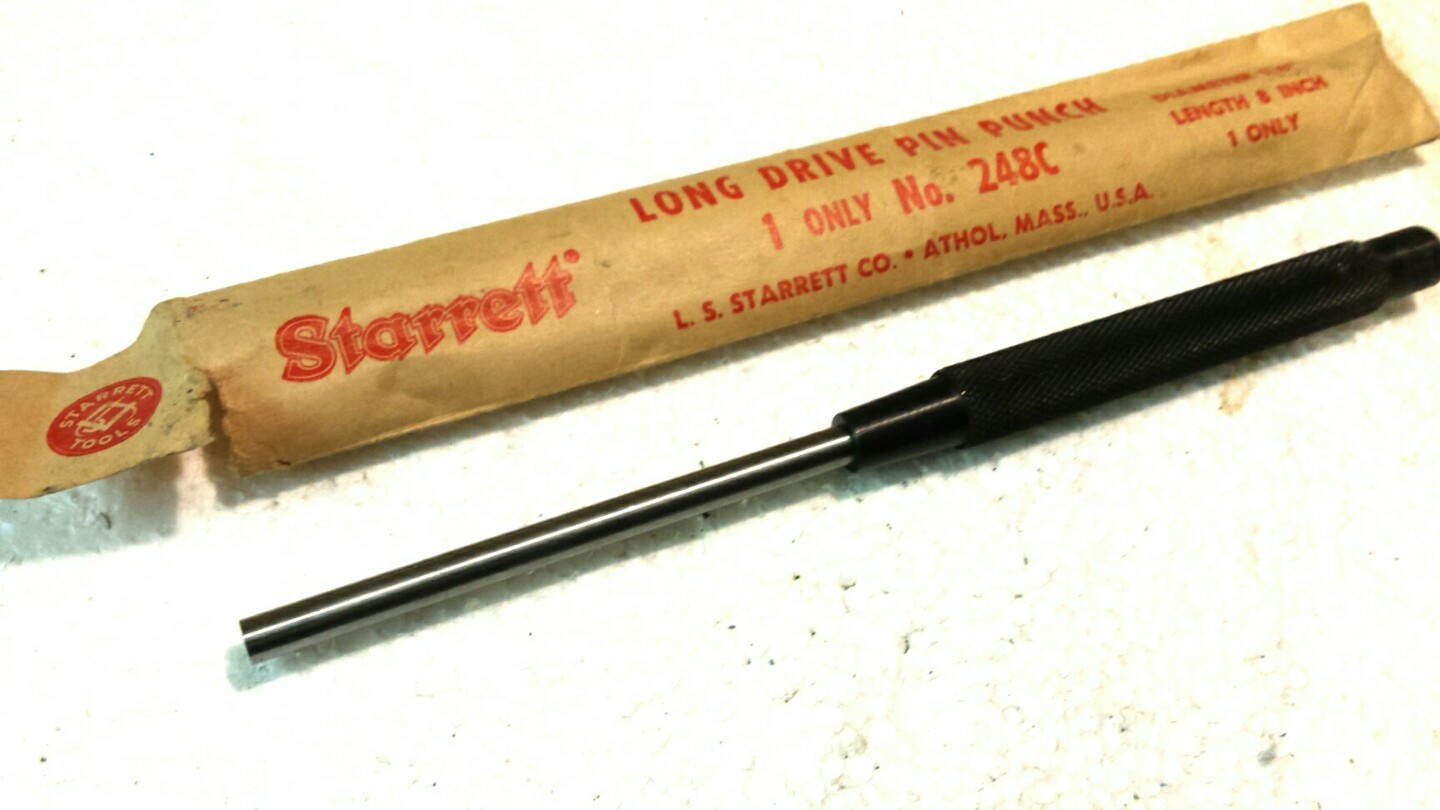 STARRETT
TOOLS
Starrett
LONG DRIVE PIN PUNCH
1 ONLY No. 248C
L. S. STARRETT CO. • ATHOL, MASS., U.S.A.
DIAMETER
LENGTH 8 INCH
1 ONLY